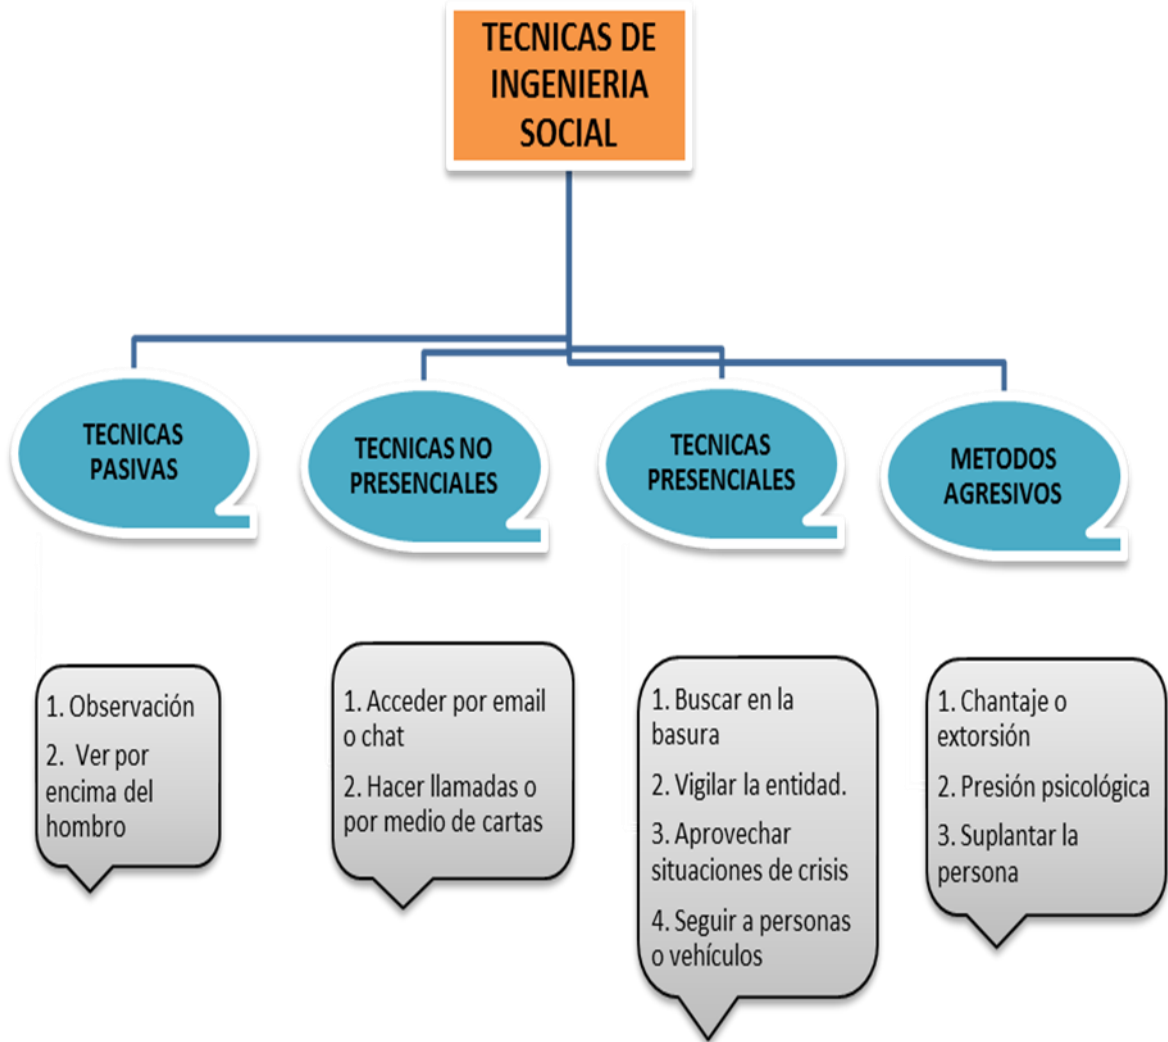 TECNICAS DE
INGENIERIA
SOCIAL
TECNICAS
PASIVAS
TECNICAS NO
PRESENCIALES
TECNICAS
PRESENCIALES
METODOS
AGRESIVOS
1. Observación
2. Ver por
encima del
hombro
1. Acceder por email
o chat
2. Hacer llamadas o
por medio de cartas
1. Buscar en la
basura
2. Vigilar la entidad.
3. Aprovechar
situaciones de crisis
4. Seguir a personas
o vehículos
1. Chantaje o
extorsión
2. Presión psicológica
3. Suplantar la
persona